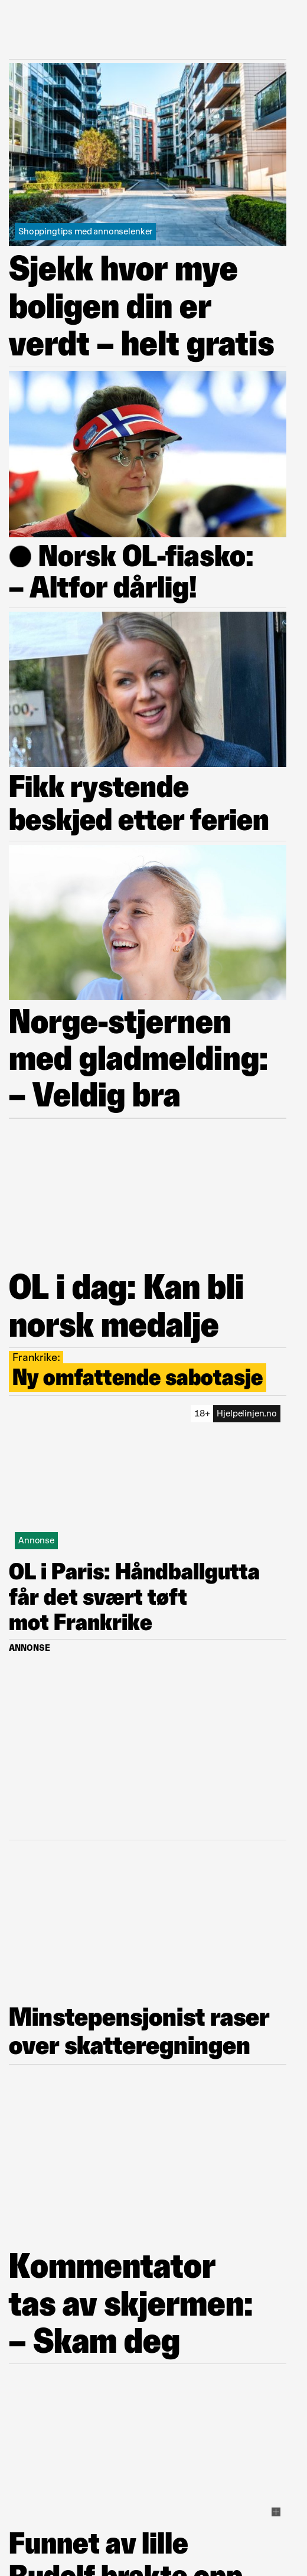 Shoppingtips med annonselenker
Sjekk hvor mye
boligen din er
verdt – helt gratis
● Norsk OL-fiasko:
– Altfor dårlig!
Fikk rystende
beskjed etter ferien
Norge-stjernen
med gladmelding:
– Veldig bra
OL i dag: Kan bli
norsk medalje
Frankrike:
Ny omfattende sabotasje
18+ Hjelpelinjen.no
Annonse
OL i Paris: Håndballgutta
får det svært tøft
mot Frankrike
ANNONSE
Minstepensjonist raser
over skatteregningen
Kommentator
tas av skjermen:
– Skam deg
Funnet av lille
Rudolf brakte opp